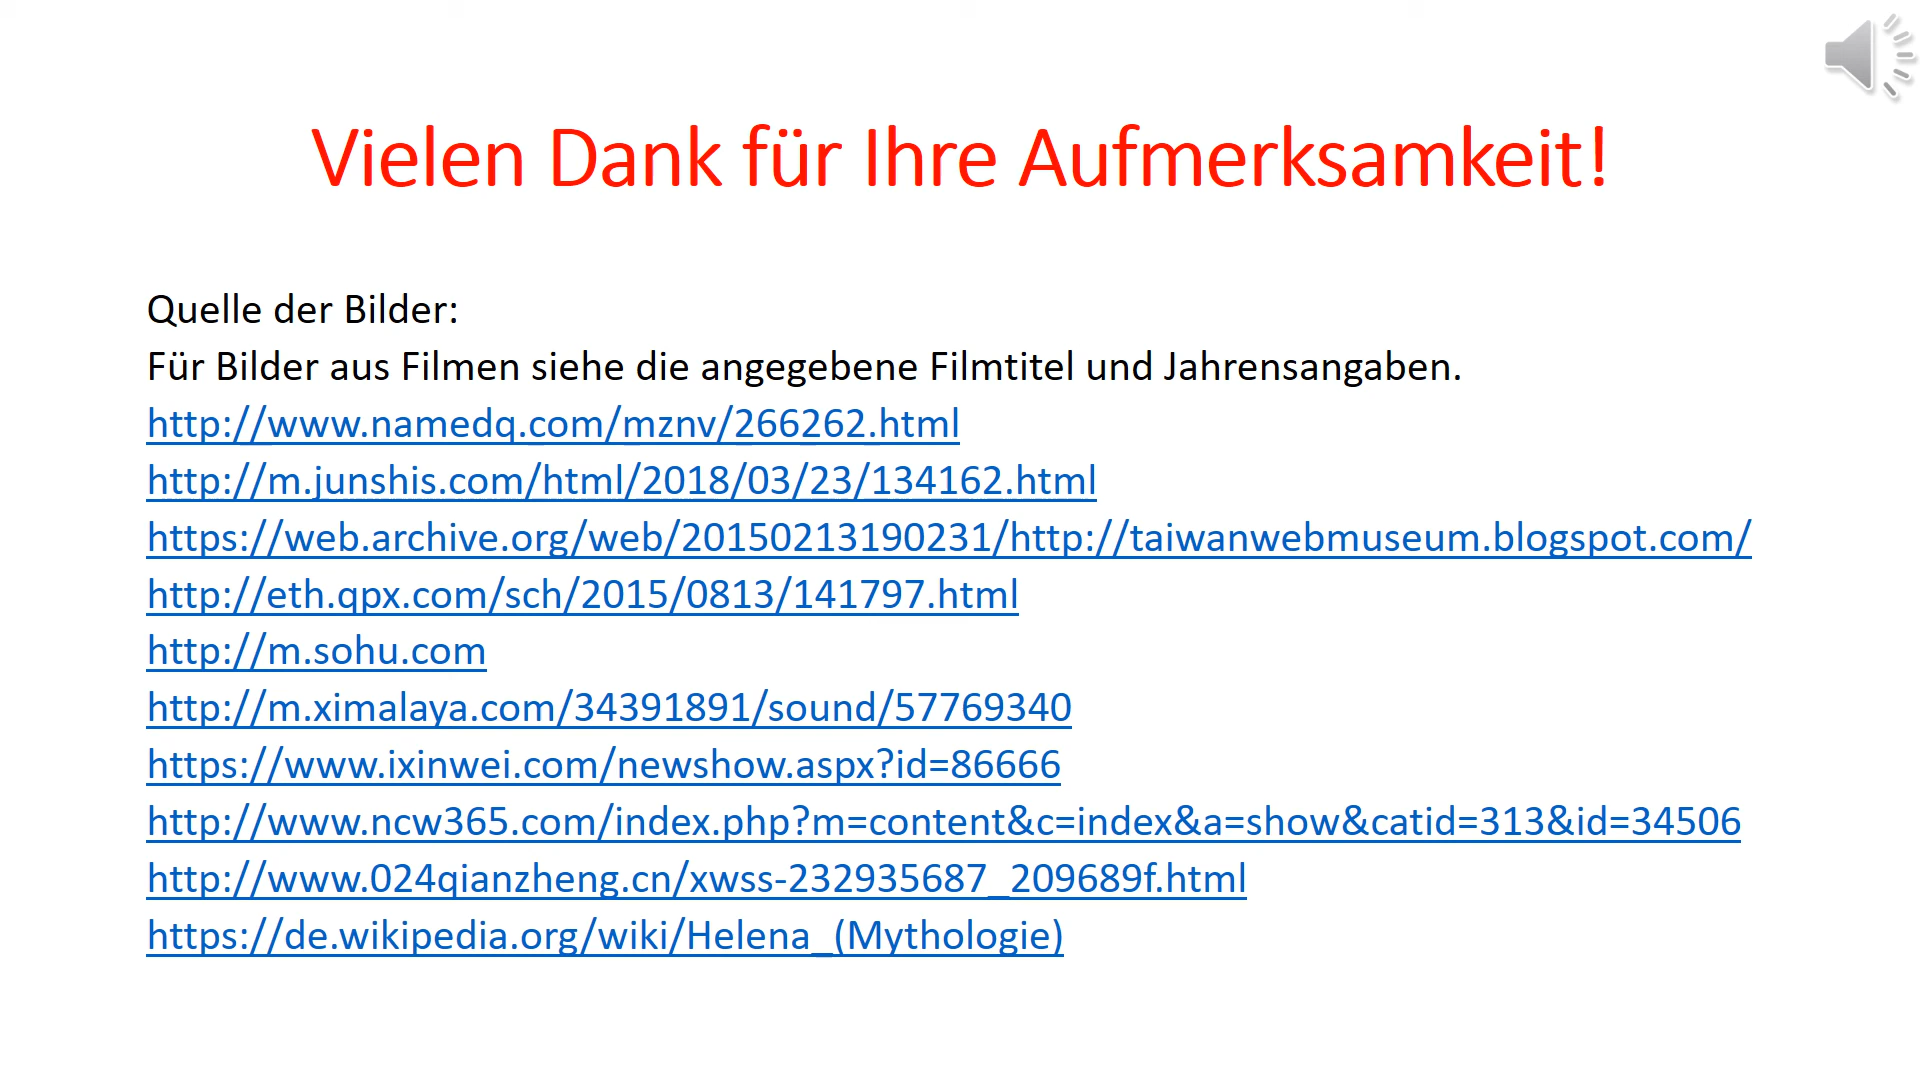 Vielen Dank für Ihre Aufmerksamkeit!
Quelle der Bilder:
Für Bilder aus Filmen siehe die angegebene Filmtitel und Jahrensangaben.
http://www.namedq.com/mznv/266262.html
http://m.junshis.com/html/2018/03/23/134162.html
https://web.archive.org/web/20150213190231/http://taiwanwebmuseum.blogspot.com/
http://eth.qpx.com/sch/2015/0813/141797.html
http://m.sohu.com
http://m.ximalaya.com/34391891/sound/57769340
https://www.ixinwei.com/newshow.aspx?id=86666
http://www.ncw365.com/index.php?m=content&c=index&a=show&catid=313&id=34506
http://www.024qianzheng.cn/xwss-232935687_209689f.html
https://de.wikipedia.org/wiki/Helena_(Mythologie)